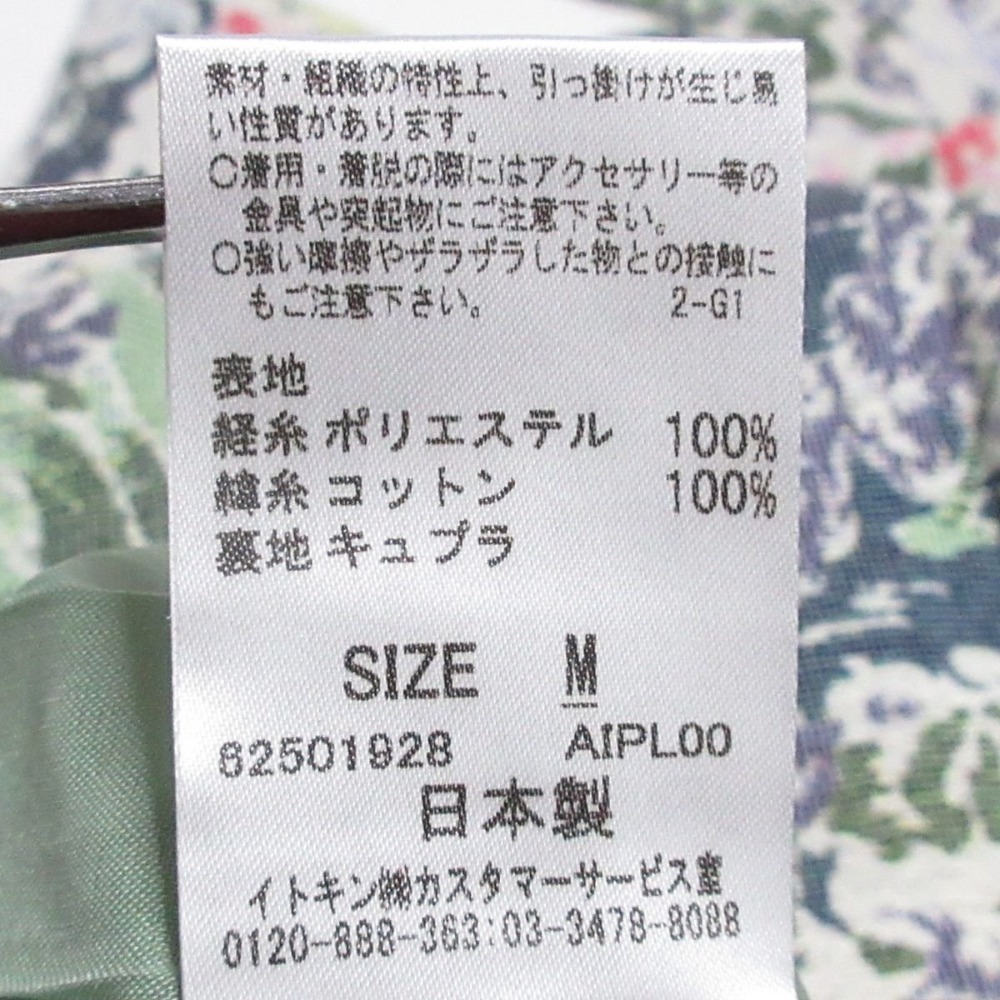 素材・組織の特性上、引っ掛けが生じ易
い性質があります。
○着用・着脱の際にはアクセサリー等の
金具や突起物にご注意下さい。
○強い摩擦やザラザラした物との接触に
もご注意下さい。 2-G1
表地
経糸 ポリエステル 100%
緯糸 コットン 100%
裏地 キュプラ
SIZE M
62501928 AIPL00
日本製
イトキン㈱カスタマーサービス室
0120-888-363:03-3478-8088